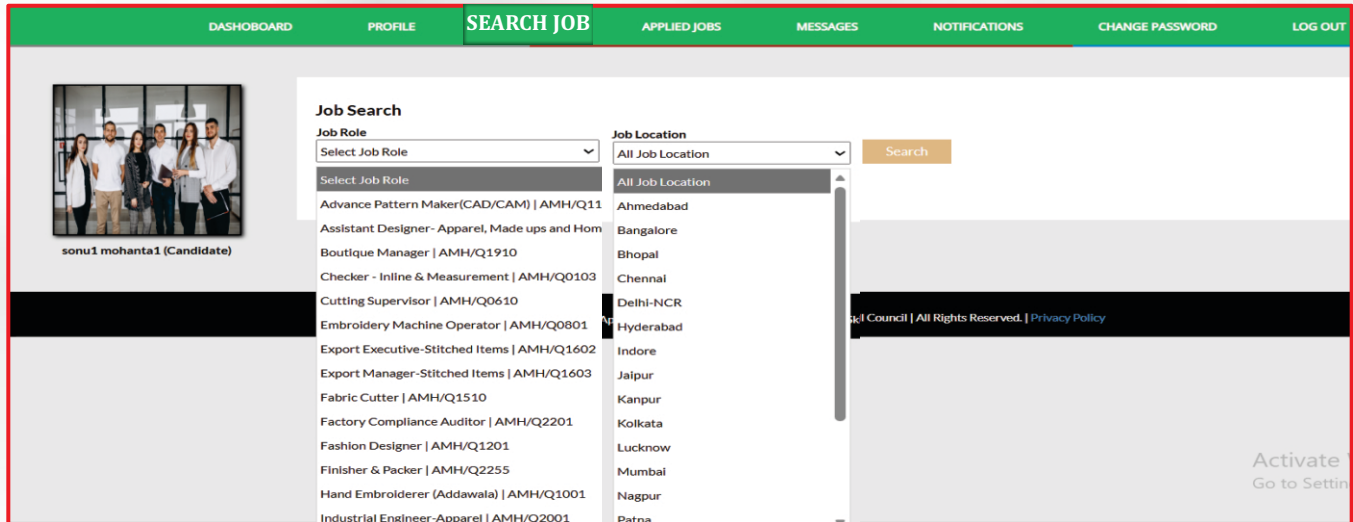 DASHOBOARD PROFILE SEARCH JOB APPLIED JOBS MESSAGES NOTIFICATIONS CHANGE PASSWORD LOG OUT
Job Search
Job Role
Select Job Role
Select Job Role
Advance Pattern Maker(CAD/CAM) | AMH/Q11
Assistant Designer- Apparel, Made ups and Hom
Boutique Manager | AMH/Q1910
Checker - Inline & Measurement | AMH/Q0103
Cutting Supervisor | AMH/Q0610
Embroidery Machine Operator | AMH/Q0801
Export Executive-Stitched Items | AMH/Q1602
Export Manager-Stitched Items | AMH/Q1603
Fabric Cutter | AMH/Q1510
Factory Compliance Auditor | AMH/Q2201
Fashion Designer | AMH/Q1201
Finisher & Packer | AMH/Q2255
Hand Embroiderer (Addawala) | AMH/Q1001
Industrial Engineer-Apparel | AMH/Q2001
Job Location
All Job Location
All Job Location
Ahmedabad
Bangalore
Bhopal
Chennai
Delhi-NCR
Hyderabad
Indore
Jaipur
Kanpur
Kolkata
Lucknow
Mumbai
Nagpur
Patna
Search
sonu1 mohanta1 (Candidate)
Council | All Rights Reserved. | Privacy Policy
Activate
Go to Settin